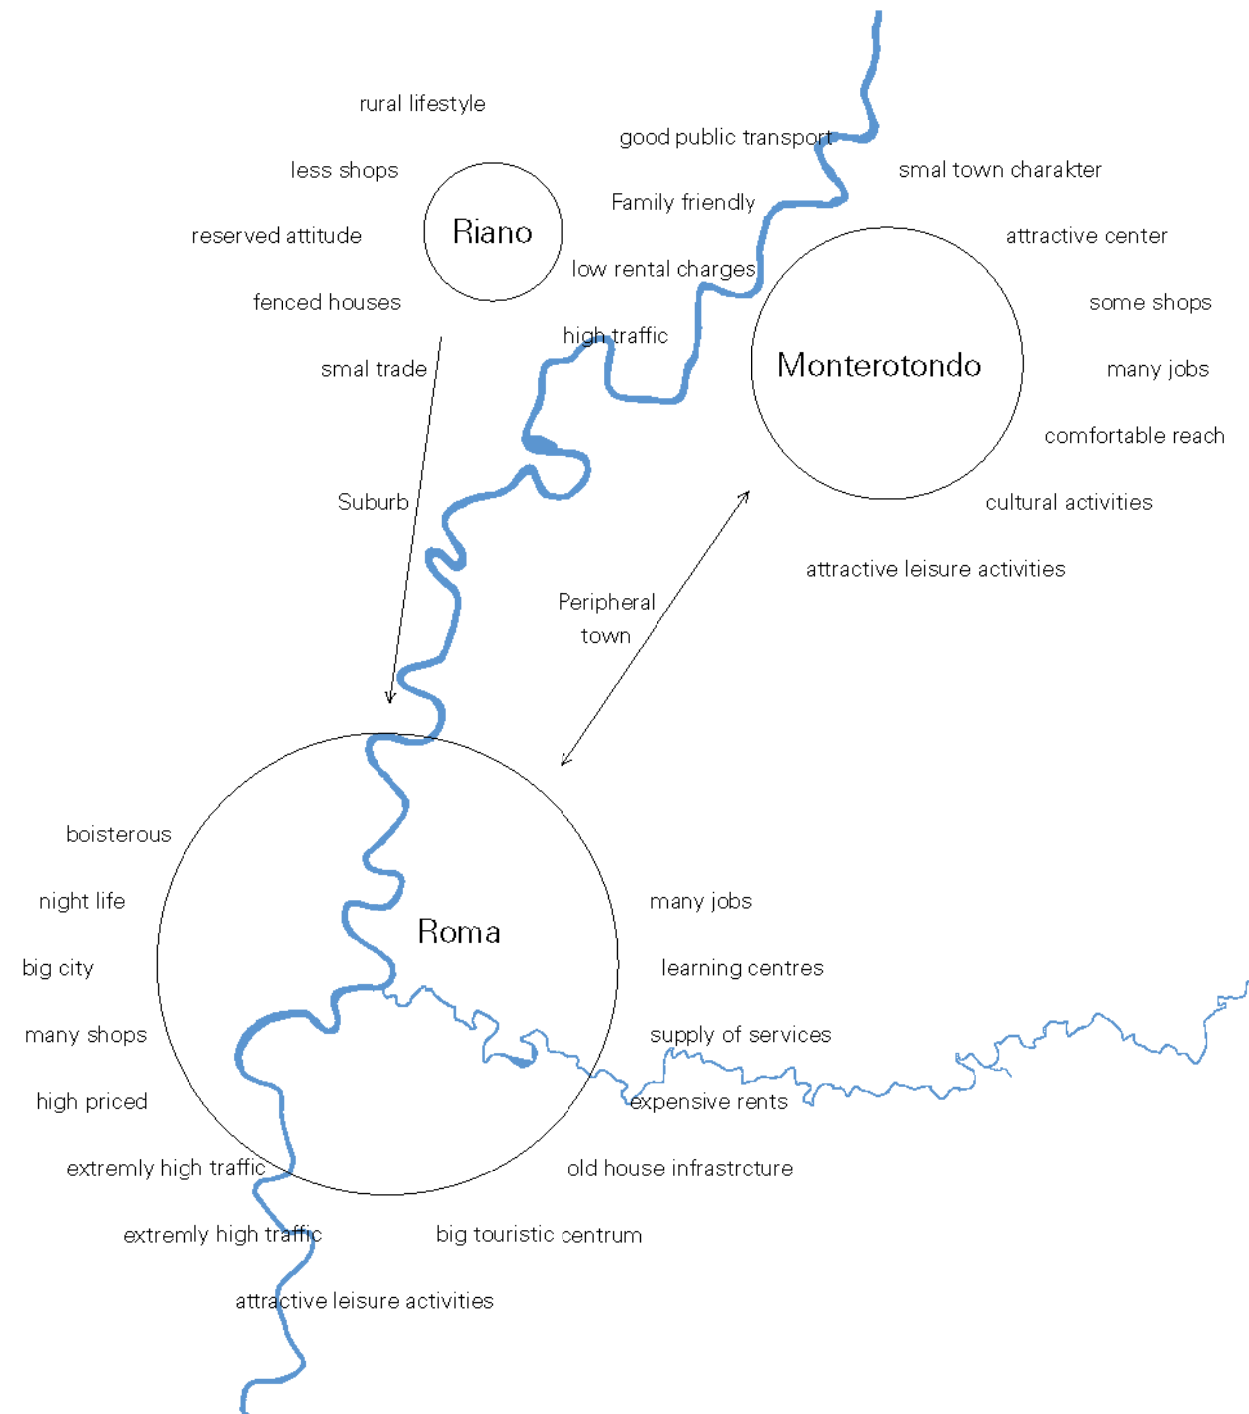 rural lifestyle
good public transport
less shops
smal town charakter
Family friendly
Riano
reserved attitude
attractive center
low rental charges
fenced houses
some shops
high traffic
Monterotondo
smal trade
many jobs
comfortable reach
Suburb
cultural activities
attractive leisure activities
Peripheral
town
boisterous
night life
many jobs
Roma
big city
learning centres
many shops
supply of services
high priced
expensive rents
extremly high traffic
old house infrastrcture
extremly high traffic
big touristic centrum
attractive leisure activities